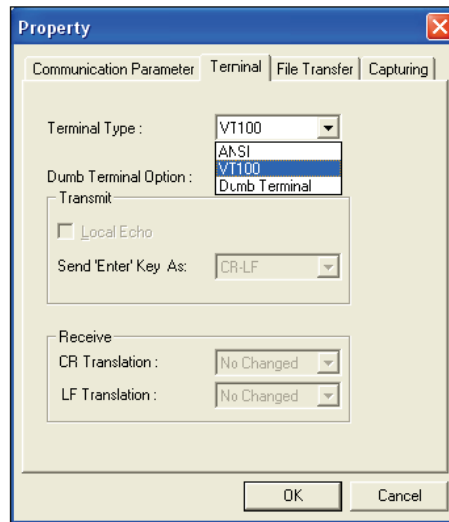 Property
Communication Parameter Terminal File Transfer Capturing
Terminal Type : VT100
ANSI
VT100
Dumb Terminal
Dumb Terminal Option :
Transmit
Local Echo
Send 'Enter' Key As: CR-LF
Receive
CR Translation : No Changed
LF Translation : No Changed
OK Cancel